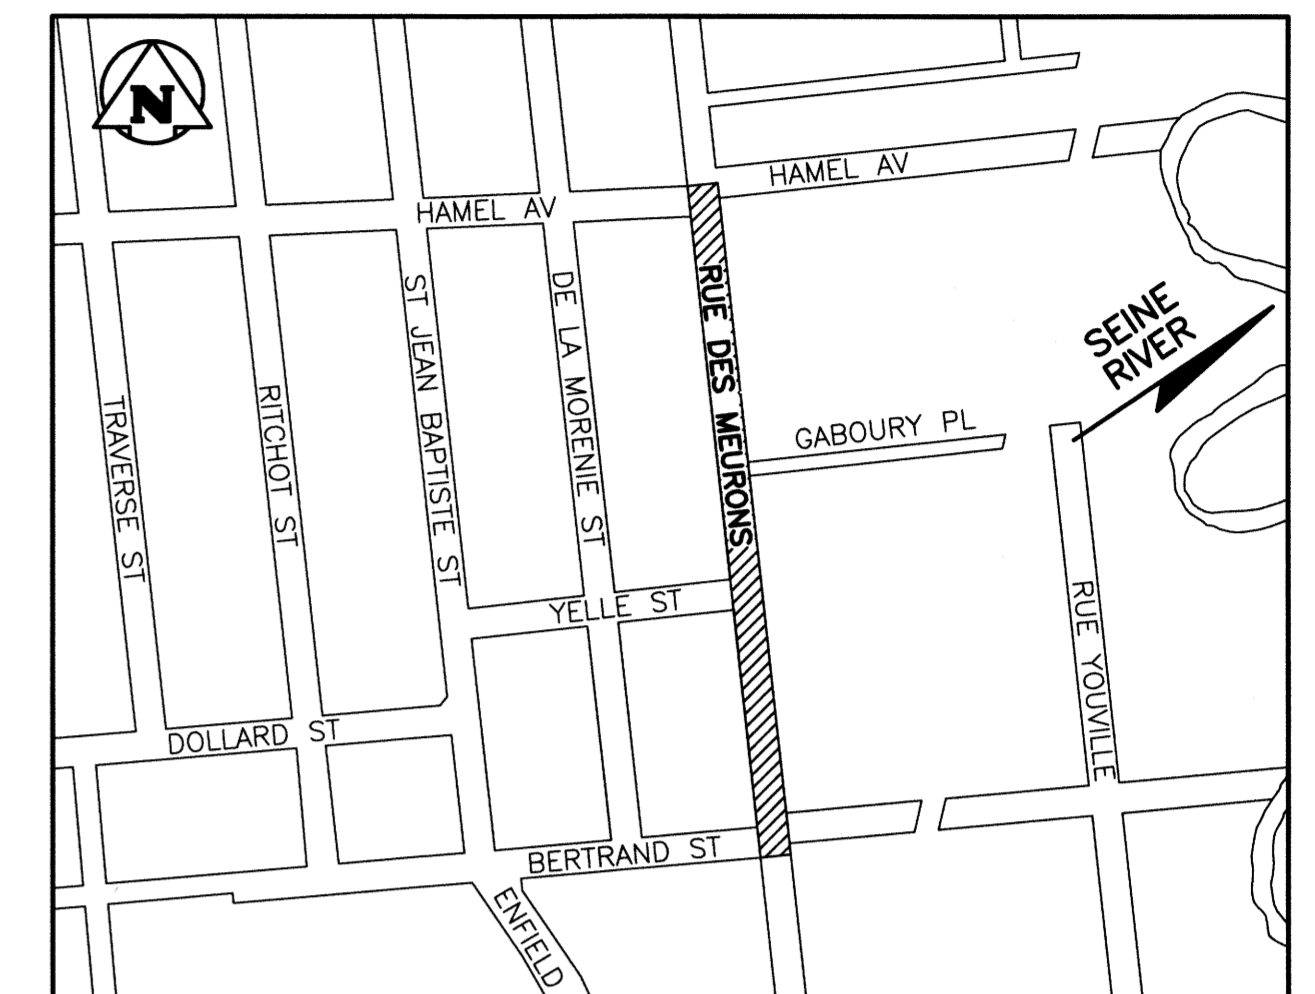 N
HAMEL AV
HAMEL AV
ST JEAN BAPTISTE ST
DE LA MORENIE ST
RUE DES MEURONS
SEINE
RIVER
TRAVERSE ST
RITCHOT ST
GABOURY PL
YELLE ST
RUE YOUVILLE
DOLLARD ST
BERTRAND ST
ENFIELD